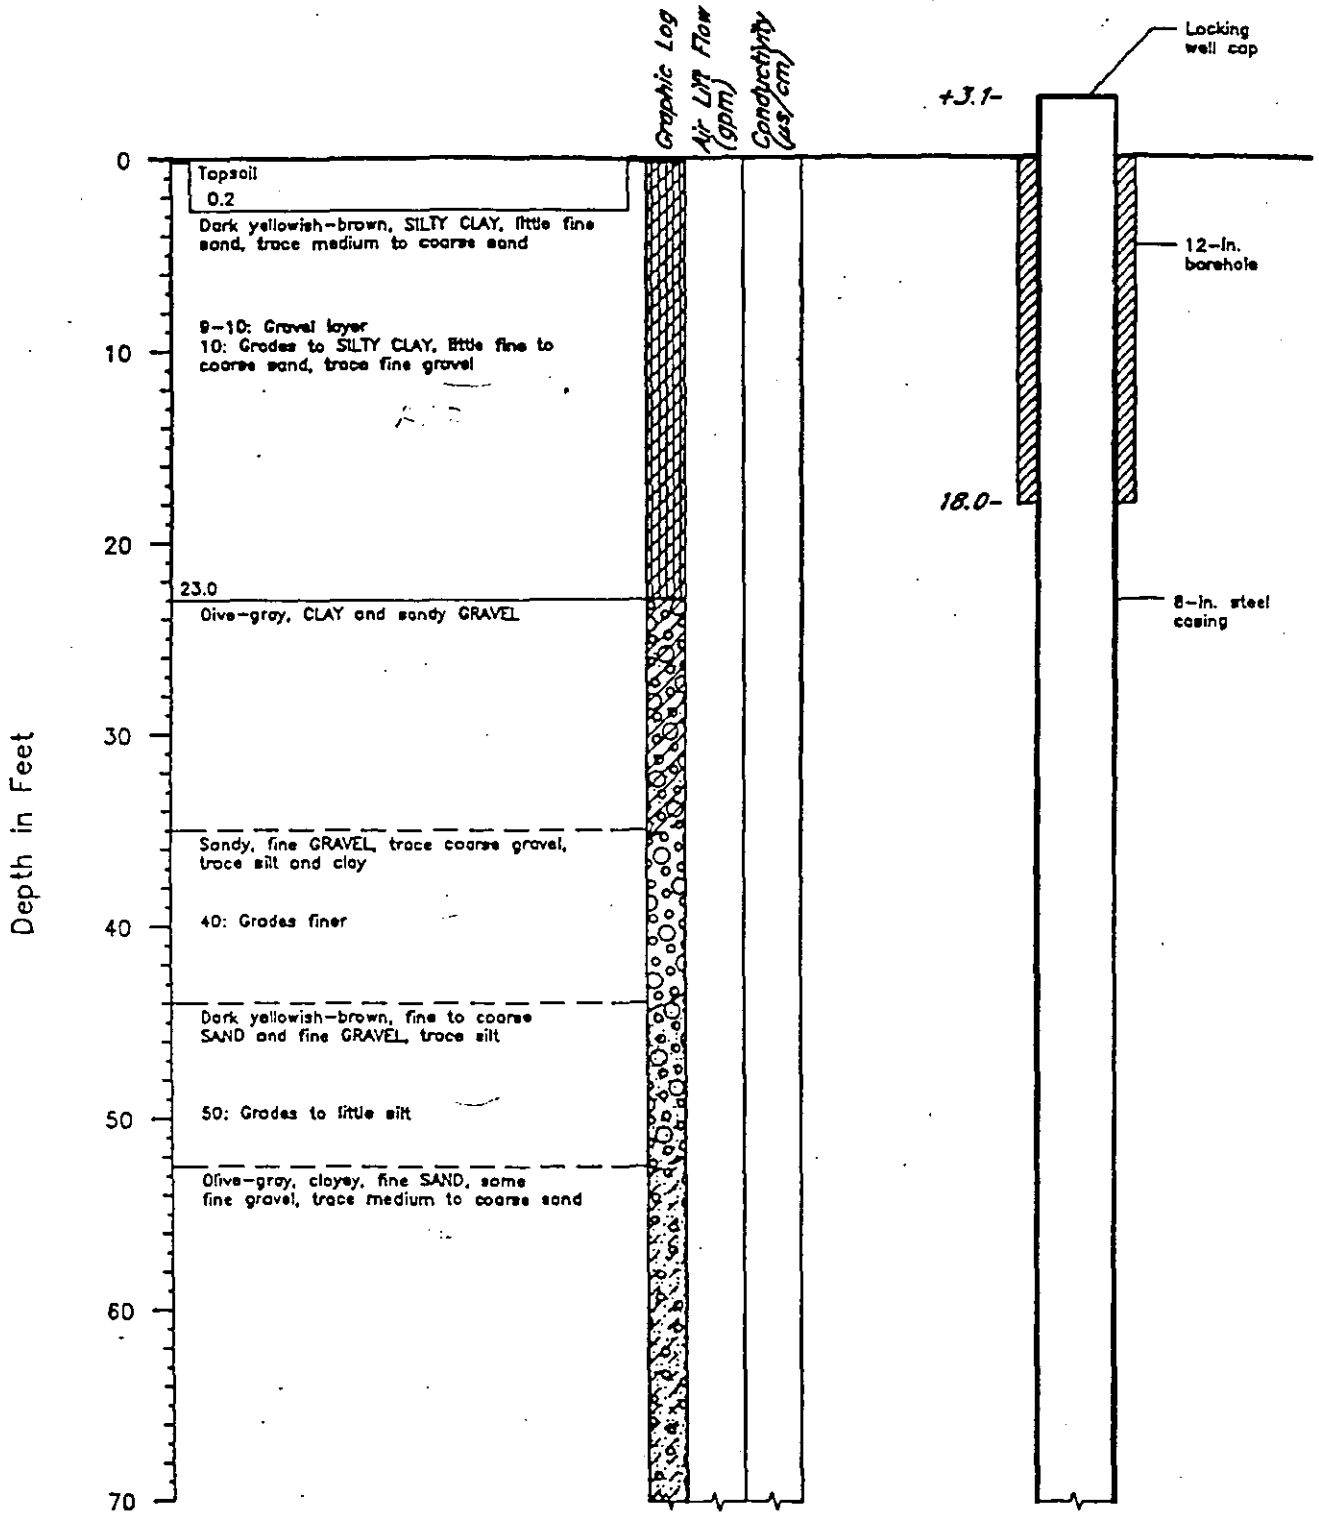 Graphic Log
Air Lift Flow
(gpm)
Conductivity
(µs/cm)
Locking
well cap
+3.1-
0
Topsoil
0.2
Dark yellowish-brown, SILTY CLAY, little fine
sand, trace medium to coarse sand
12-in.
borehole
9-10: Gravel layer
10
10: Grades to SILTY CLAY, little fine to
coarse sand, trace fine gravel
18.0-
20
23.0
Oive-gray, CLAY and sandy GRAVEL
8-in. steel
casing
30
Depth in Feet
Sandy, fine GRAVEL, trace coarse gravel,
trace silt and clay
40
40: Grades finer
Dark yellowish-brown, fine to coarse
SAND and fine GRAVEL, trace silt
50
50: Grades to little silt
Olive-gray, clayey, fine SAND, some
fine gravel, trace medium to coarse sand
60
70